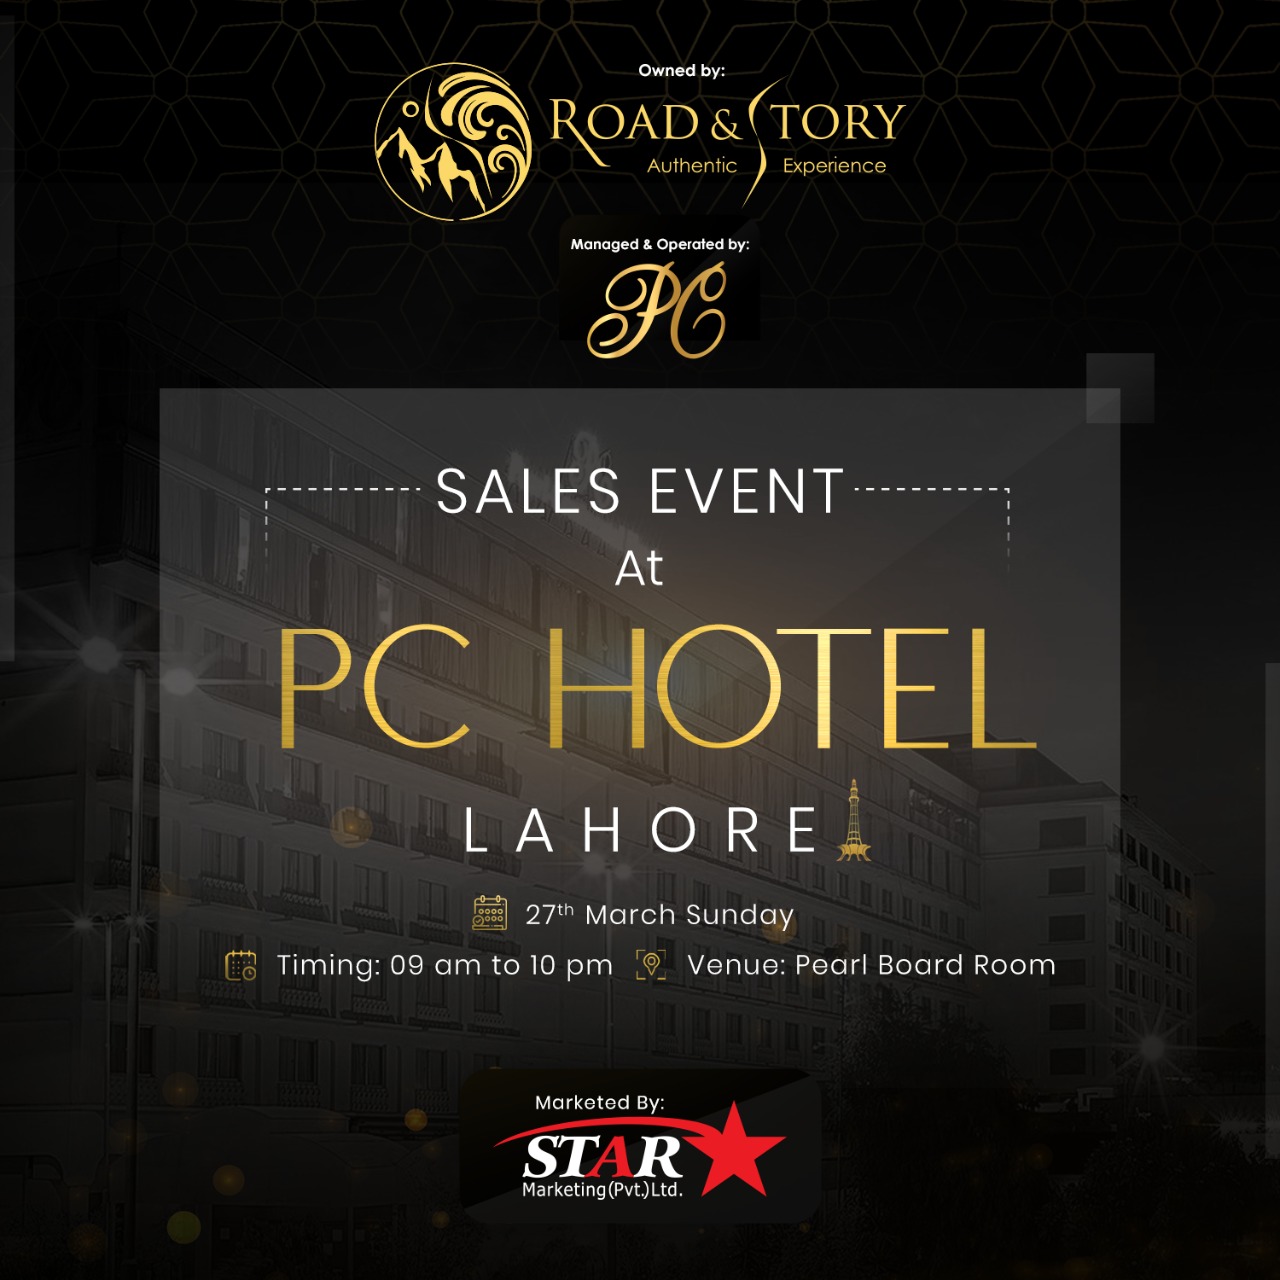 Owned by:
ROAD & STORY
Authentic Experience
Managed & Operated by:
PC
SALES EVENT
At
PC HOTEL
LAHORE
27th March Sunday
Timing: 09 am to 10 pm Venue: Pearl Board Room
Marketed By:
STAR
Marketing(Pvt.)Ltd.